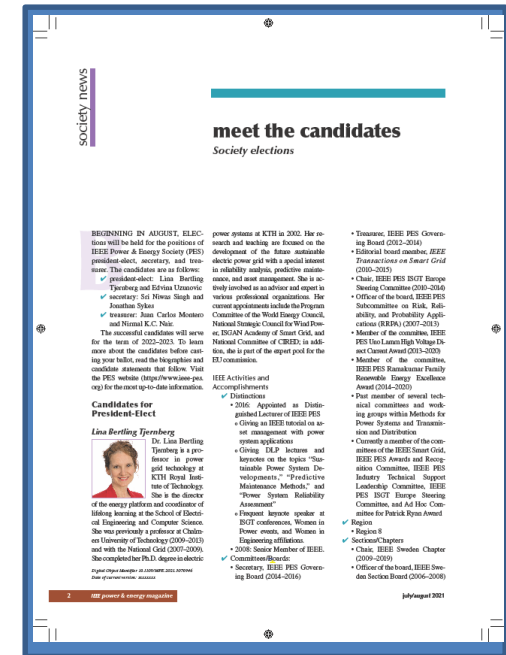 society news
meet the candidates
Society elections
BEGINNING IN AUGUST, ELEC-
tions will be held for the positions of
IEEE Power & Energy Society (PES)
president-elect, secretary, and trea-
surer. The candidates are as follows:
✔ president-elect: Lina Bertling
Tjernberg and Edvina Uzunovic
✔ secretary: Sri Niwas Singh and
Jonathan Sykes
✔ treasurer: Juan Carlos Montero
and Nirmal K.C. Nair.
The successful candidates will serve
for the term of 2022–2023. To learn
more about the candidates before cast-
ing your ballot, read the biographies and
candidate statements that follow. Visit
the PES website (https://www.ieee-pes.
org) for the most up-to-date information.
Candidates for
President-Elect
Lina Bertling Tjernberg
Dr. Lina Bertling
Tjernberg is a pro-
fessor in power
grid technology at
KTH Royal Insti-
tute of Technology.
She is the director
of the energy platform and coordinator of
lifelong learning at the School of Electri-
cal Engineering and Computer Science.
She was previously a professor at Chalm-
ers University of Technology (2009–2013)
and with the National Grid (2007–2009).
She completed her Ph.D. degree in electric
Digital Object Identifier 10.1109/MPE.2021.3070946
Date of current version: xxxxxxx
power systems at KTH in 2002. Her re-
search and teaching are focused on the
development of the future sustainable
electric power grid with a special interest
in reliability analysis, predictive mainte-
nance, and asset management. She is ac-
tively involved as an advisor and expert in
various professional organizations. Her
current appointments include the Program
Committee of the World Energy Council,
National Strategic Council for Wind Pow-
er, ISGAN Academy of Smart Grid, and
National Committee of CIRED; in addi-
tion, she is part of the expert pool for the
EU commission.
IEEE Activities and
Accomplishments
✔ Distinctions
• 2016: Appointed as Distin-
guished Lecturer of IEEE PES
o Giving an IEEE tutorial on as-
set management with power
system applications
o Giving DLP lectures and
keynotes on the topics “Sus-
tainable Power System De-
velopments,” “Predictive
Maintenance Methods,” and
“Power System Reliability
Assessment”
o Frequent keynote speaker at
ISGT conferences, Women in
Power events, and Women in
Engineering affiliations.
• 2008: Senior Member of IEEE.
✔ Committees/Boards:
• Secretary, IEEE PES Govern-
ing Board (2014–2016)
• Treasurer, IEEE PES Govern-
ing Board (2012–2014)
• Editorial board member, IEEE
Transactions on Smart Grid
(2010–2015)
• Chair, IEEE PES ISGT Europe
Steering Committee (2010–2014)
• Officer of the board, IEEE PES
Subcommittee on Risk, Reli-
ability, and Probability Appli-
cations (RRPA) (2007–2013)
• Member of the committee, IEEE
PES Uno Lamm High Voltage Di-
rect Current Award (2013–2020)
• Member of the committee,
IEEE PES Ramakumar Family
Renewable Energy Excellence
Award (2014–2020)
• Past member of several tech-
nical committees and work-
ing groups within Methods for
Power Systems and Transmis-
sion and Distribution
• Currently a member of the com-
mittees of the IEEE Smart Grid,
IEEE PES Awards and Recog-
nition Committee, IEEE PES
Industry Technical Support
Leadership Committee, IEEE
PES ISGT Europe Steering
Committee, and Ad Hoc Com-
mittee for Patrick Ryan Award
✔ Region
• Region 8
✔ Sections/Chapters
• Chair, IEEE Sweden Chapter
(2009–2019)
• Officer of the board, IEEE Swe-
den Section Board (2006–2008)
2 IEEE power & energy magazine
july/august 2021